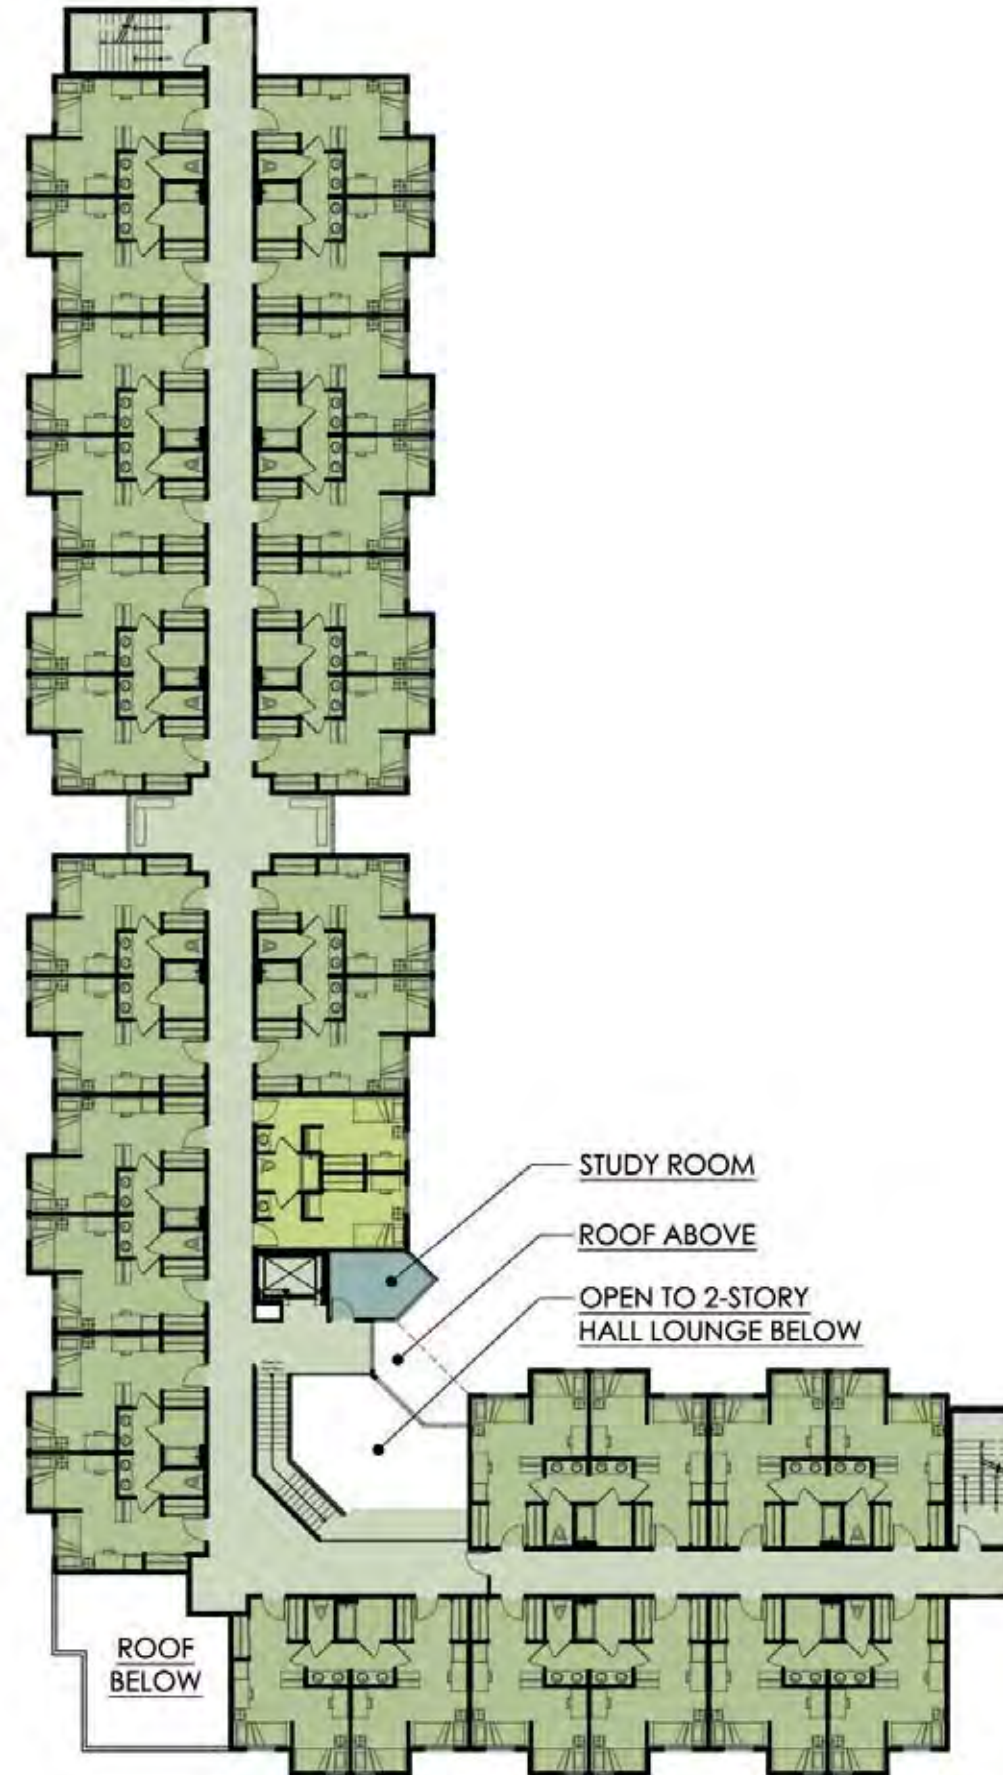 STUDY ROOM
ROOF ABOVE
OPEN TO 2-STORY
HALL LOUNGE BELOW
ROOF
BELOW